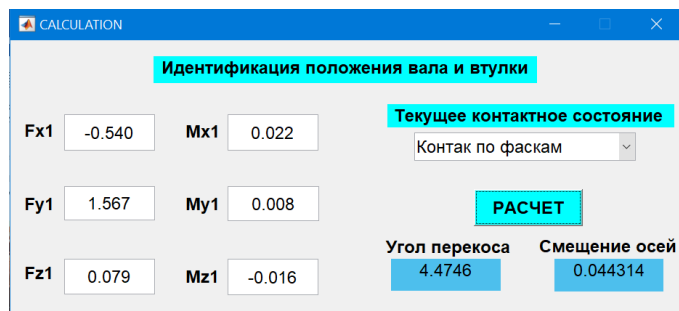 CALCULATION
Идентификация положения вала и втулки
Текущее контактное состояние
Fx1 -0.540 Mx1 0.022
Контак по фаскам
Fy1 1.567 My1 0.008
РАСЧЕТ
Угол перекоса Смещение осей
Fz1 0.079 Mz1 -0.016
4.4746 0.044314